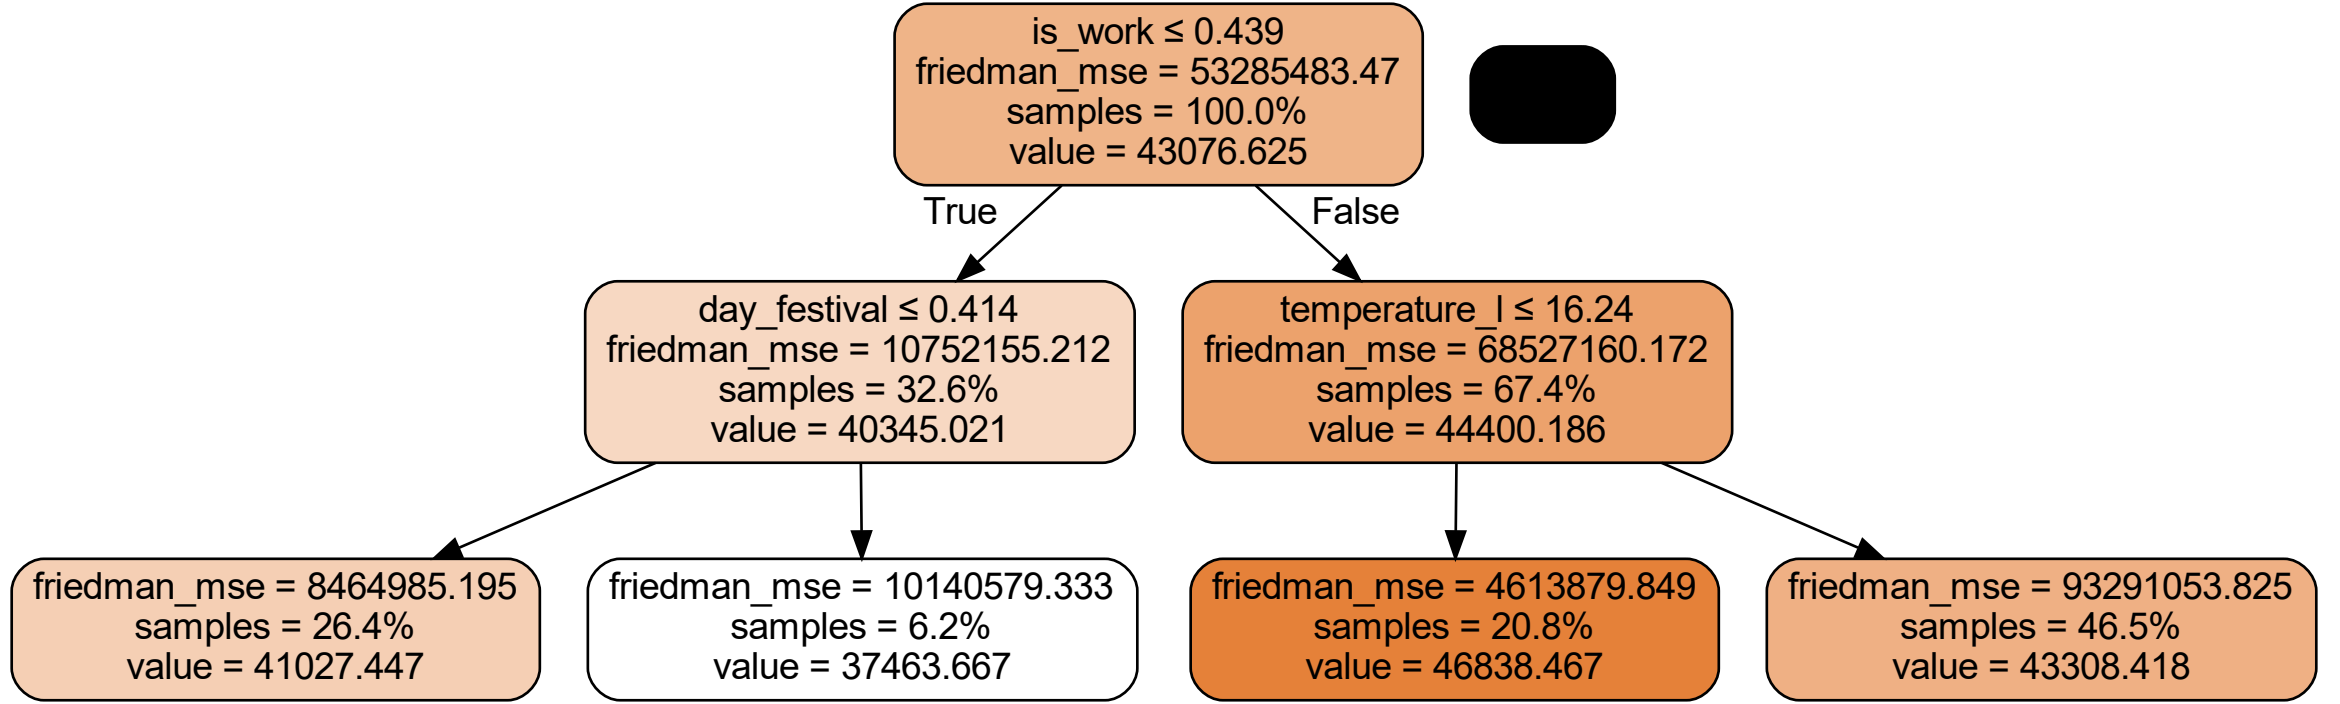 is_work ≤ 0.439
friedman_mse = 53285483.47
samples = 100.0%
value = 43076.625
True
False
day_festival ≤ 0.414
friedman_mse = 10752155.212
samples = 32.6%
value = 40345.021
temperature_l ≤ 16.24
friedman_mse = 68527160.172
samples = 67.4%
value = 44400.186
friedman_mse = 8464985.195
samples = 26.4%
value = 41027.447
friedman_mse = 10140579.333
samples = 6.2%
value = 37463.667
friedman_mse = 4613879.849
samples = 20.8%
value = 46838.467
friedman_mse = 93291053.825
samples = 46.5%
value = 43308.418